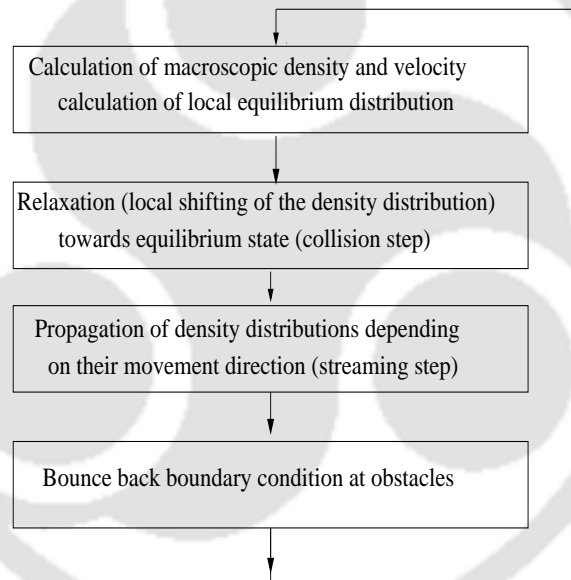 Calculation of macroscopic density and velocity
calculation of local equilibrium distribution
Relaxation (local shifting of the density distribution)
towards equilibrium state (collision step)
Propagation of density distributions depending
on their movement direction (streaming step)
Bounce back boundary condition at obstacles